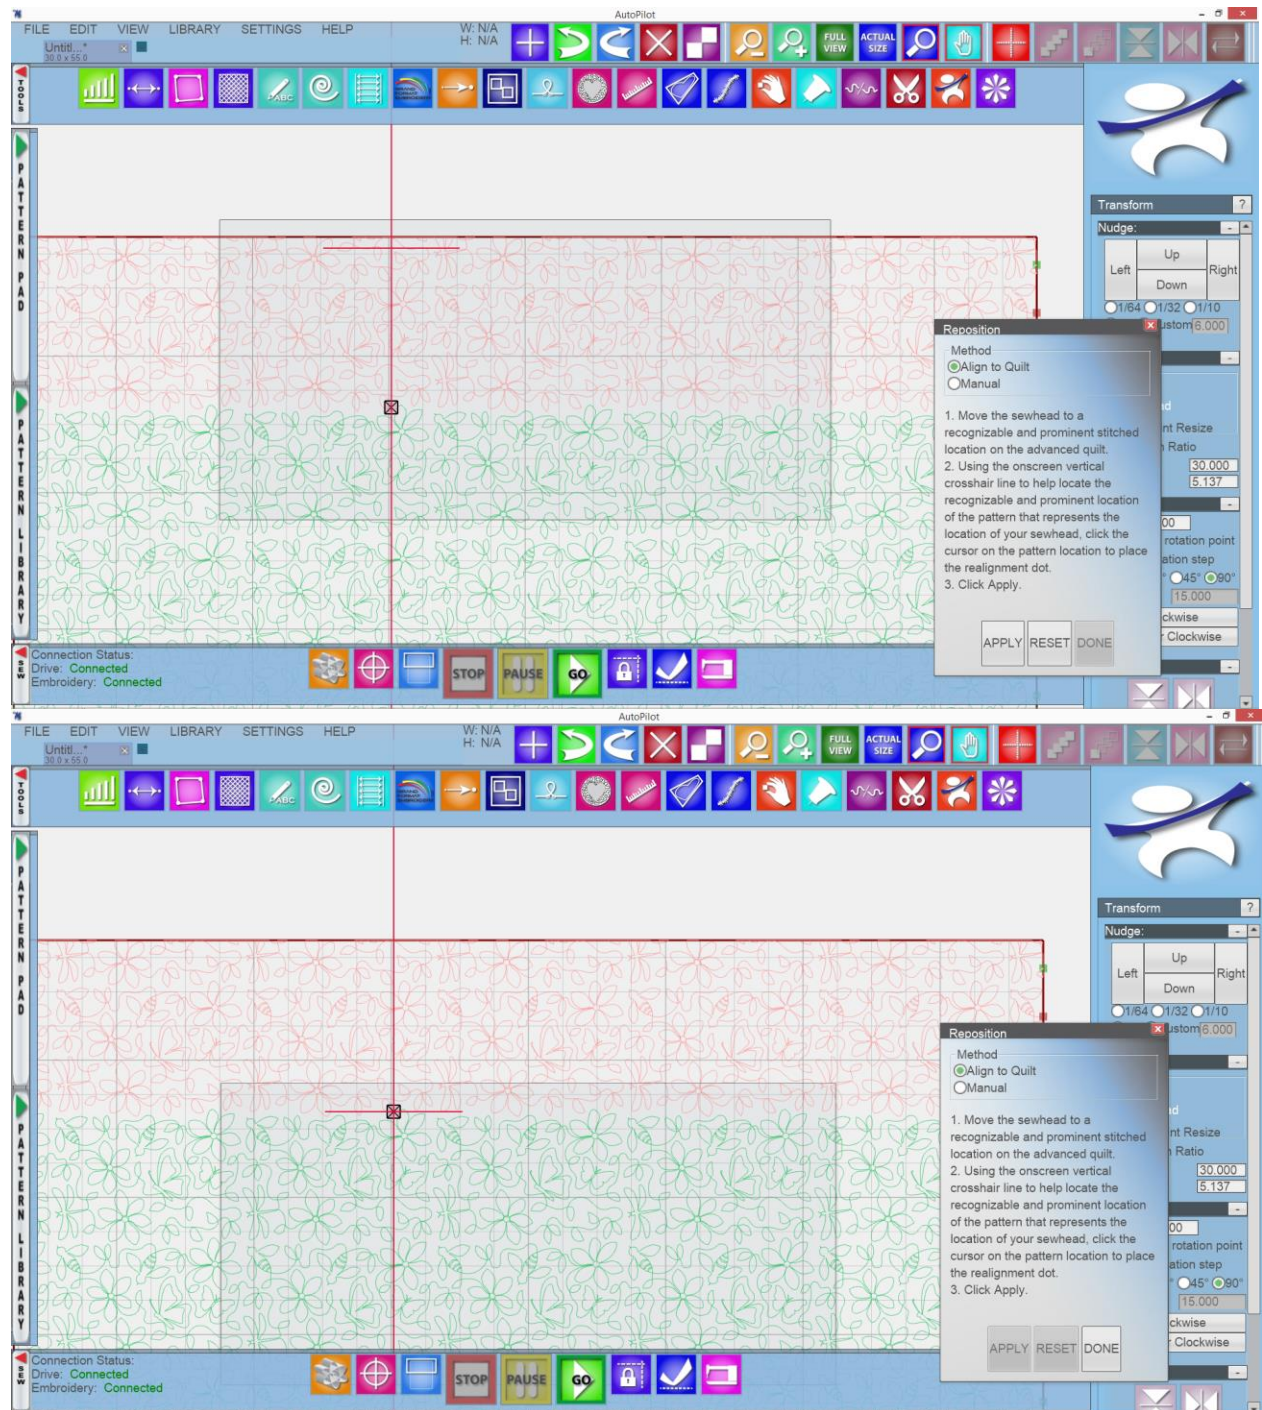 AutoPilot
FILE EDIT VIEW LIBRARY SETTINGS HELP
W: N/A
H: N/A
Untitl...*
30.0 x 55.0
FULL VIEW
ACTUAL SIZE
TOOLS
ABC
PATTERN PAD
PATTERN LIBRARY
Transform ?
Nudge: -
Up
Left Right
Down
1/64 1/32 1/10
ustom 6.000
Reposition
Method
Align to Quilt
Manual
1. Move the sewhead to a
recognizable and prominent stitched
location on the advanced quilt.
2. Using the onscreen vertical
crosshair line to help locate the
recognizable and prominent location
of the pattern that represents the
location of your sewhead, click the
cursor on the pattern location to place
the realignment dot.
3. Click Apply.
APPLY RESET DONE
nt Resize
Ratio
30.000
5.137
00
rotation point
ation step
45° 90°
15.000
ckwise
r Clockwise
SEW
Connection Status:
Drive: Connected
Embroidery: Connected
STOP PAUSE GO
AutoPilot
FILE EDIT VIEW LIBRARY SETTINGS HELP
W: N/A
H: N/A
Untitl...*
30.0 x 55.0
FULL VIEW
ACTUAL SIZE
TOOLS
ABC
PATTERN PAD
PATTERN LIBRARY
Transform ?
Nudge: -
Up
Left Right
Down
1/64 1/32 1/10
ustom 6.000
Reposition
Method
Align to Quilt
Manual
1. Move the sewhead to a
recognizable and prominent stitched
location on the advanced quilt.
2. Using the onscreen vertical
crosshair line to help locate the
recognizable and prominent location
of the pattern that represents the
location of your sewhead, click the
cursor on the pattern location to place
the realignment dot.
3. Click Apply.
APPLY RESET DONE
nt Resize
Ratio
30.000
5.137
00
rotation point
ation step
45° 90°
15.000
ckwise
r Clockwise
SEW
Connection Status:
Drive: Connected
Embroidery: Connected
STOP PAUSE GO